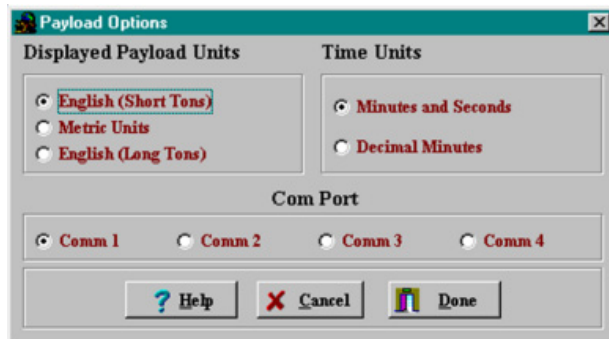 Payload Options
Displayed Payload Units
Time Units
English (Short Tons)
Metric Units
English (Long Tons)
Minutes and Seconds
Decimal Minutes
Com Port
Comm 1 Comm 2 Comm 3 Comm 4
Help Cancel Done